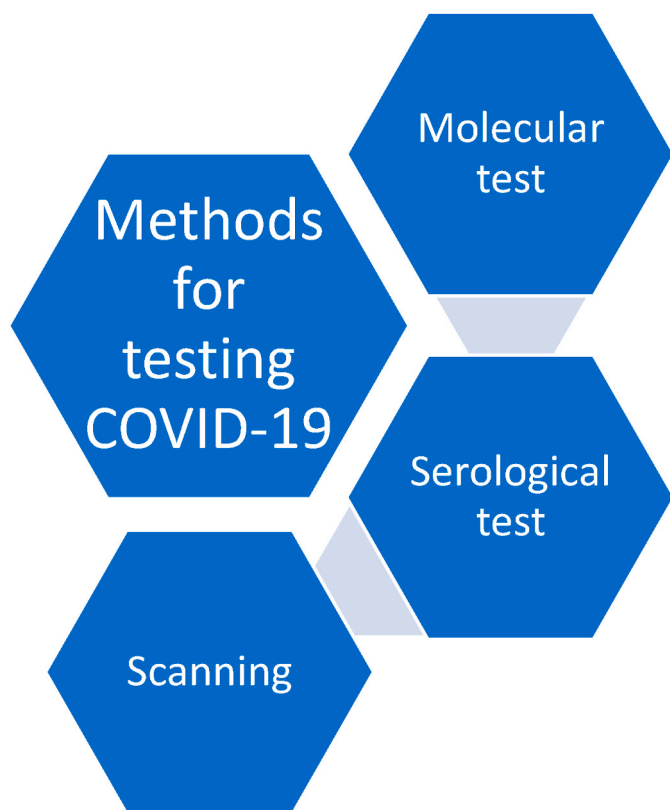 Methods
for
testing
COVID-19
Molecular
test
Serological
test
Scanning